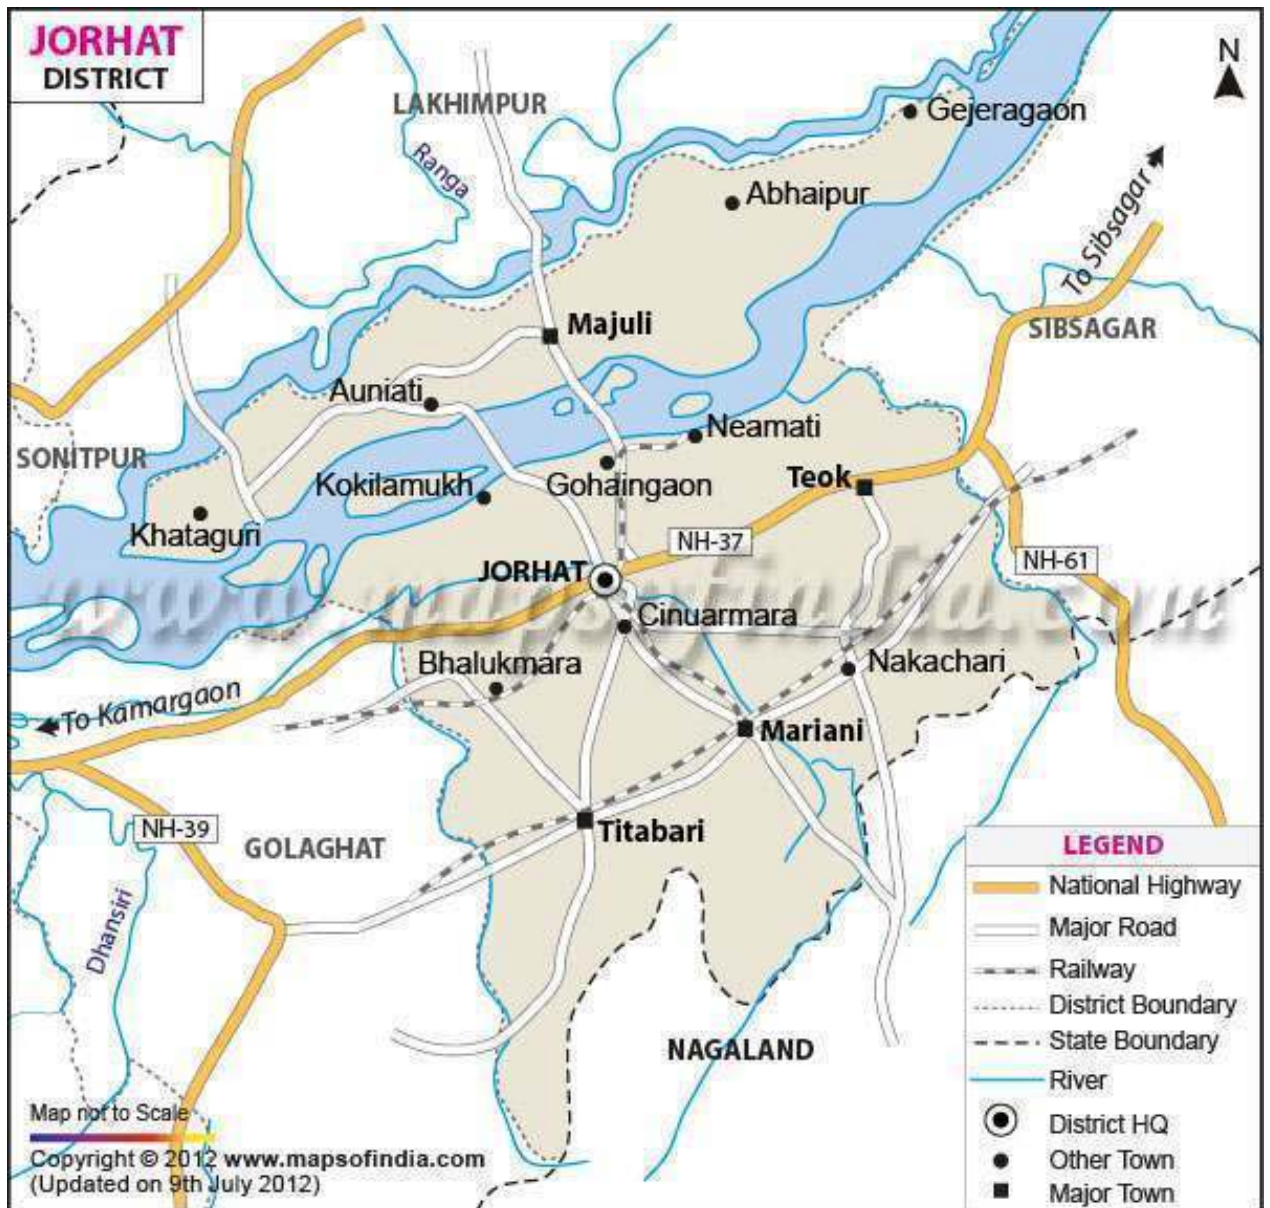 JORHAT
DISTRICT
N
LAKHIMPUR
Ranga
Gejeragaon
Abhaipur
To Sibsagar
SIBSAGAR
Majuli
Auniati
Neamati
SONITPUR
Kokilamukh
Gohaingaon
Teok
Khataguri
NH-37
NH-61
JORHAT
www.mapsofindia.com
Cinuarmara
Bhalukmara
Nakachari
To Kamargaon
Mariani
NH-39
GOLAGHAT
Titabari
Dhansiri
NAGALAND
LEGEND
National Highway
Major Road
Railway
District Boundary
State Boundary
River
District HQ
Other Town
Major Town
Map not to Scale
Copyright © 2012 www.mapsofindia.com
(Updated on 9th July 2012)